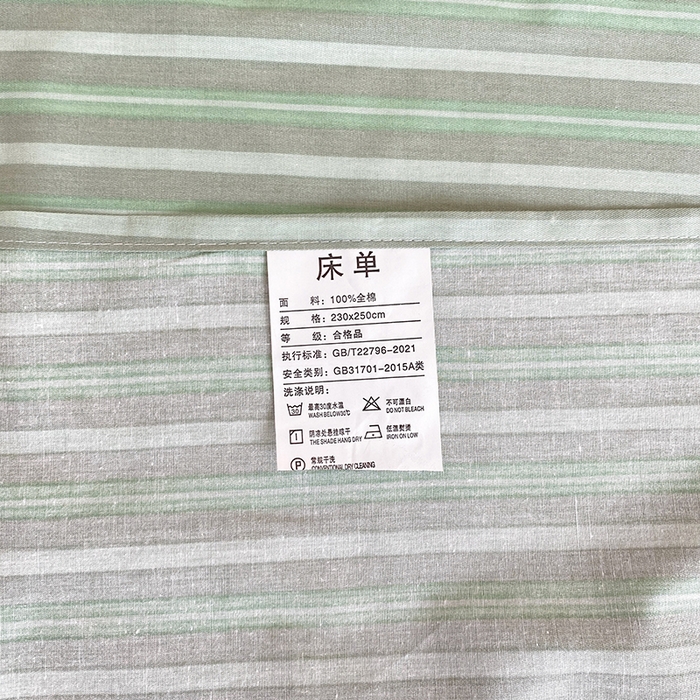 床单
面 料：100%全棉
规 格：230x250cm
等 级：合格品
执行标准：GB/T22796-2021
安全类别：GB31701-2015A类
洗涤说明：
30 最高30度水温 不可漂白
WASH BELOW30℃ DO NOT BLEACH
阴凉处悬挂晾干 低温熨烫
THE SHADE HANG DRY IRON ON LOW
P 常规干洗
CONVENTIONAL DRY CLEANING